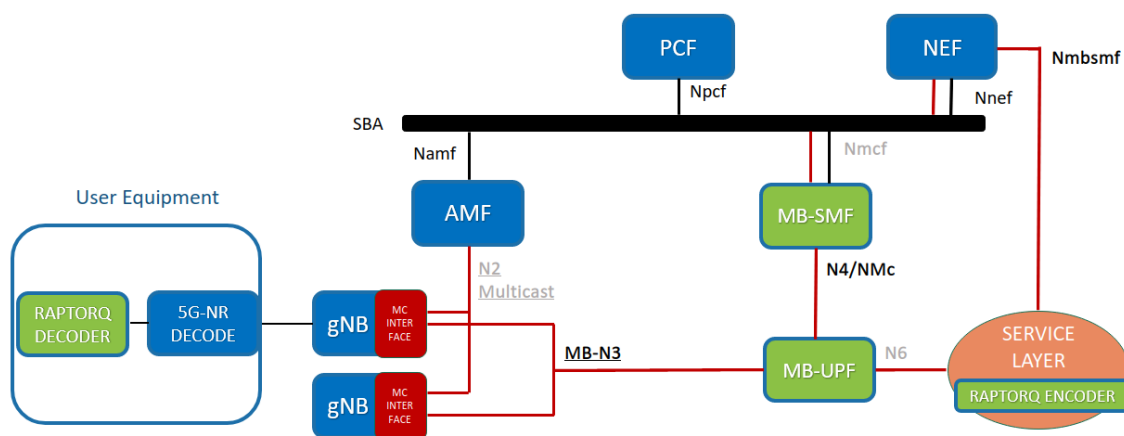 PCF
NEF
Nmbsmf
Npcf
Nnef
SBA
Namf
Nmcf
User Equipment
AMF
MB-SMF
N2
Multicast
N4/NMc
RAPTORQ
DECODER
5G-NR
DECODE
gNB
MC
INTER
FACE
SERVICE
LAYER
MB-N3
MB-UPF
N6
RAPTORQ ENCODER
gNB
MC
INTER
FACE